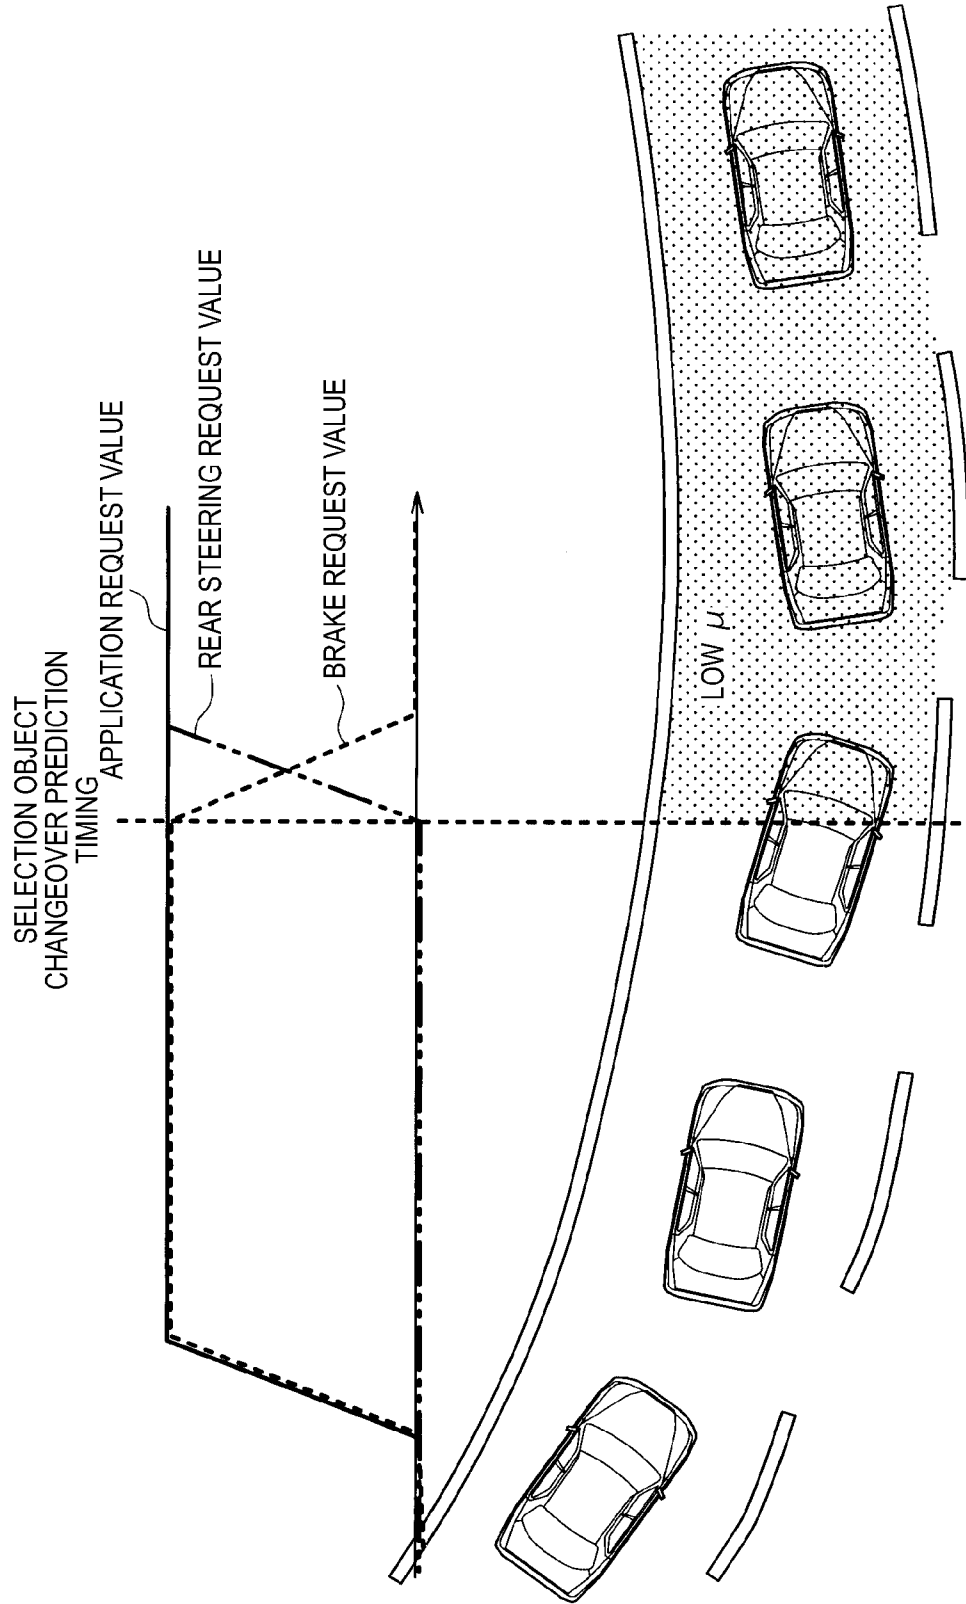 SELECTION OBJECT
CHANGEOVER PREDICTION
TIMING
APPLICATION REQUEST VALUE
REAR STEERING REQUEST VALUE
BRAKE REQUEST VALUE
LOW μ